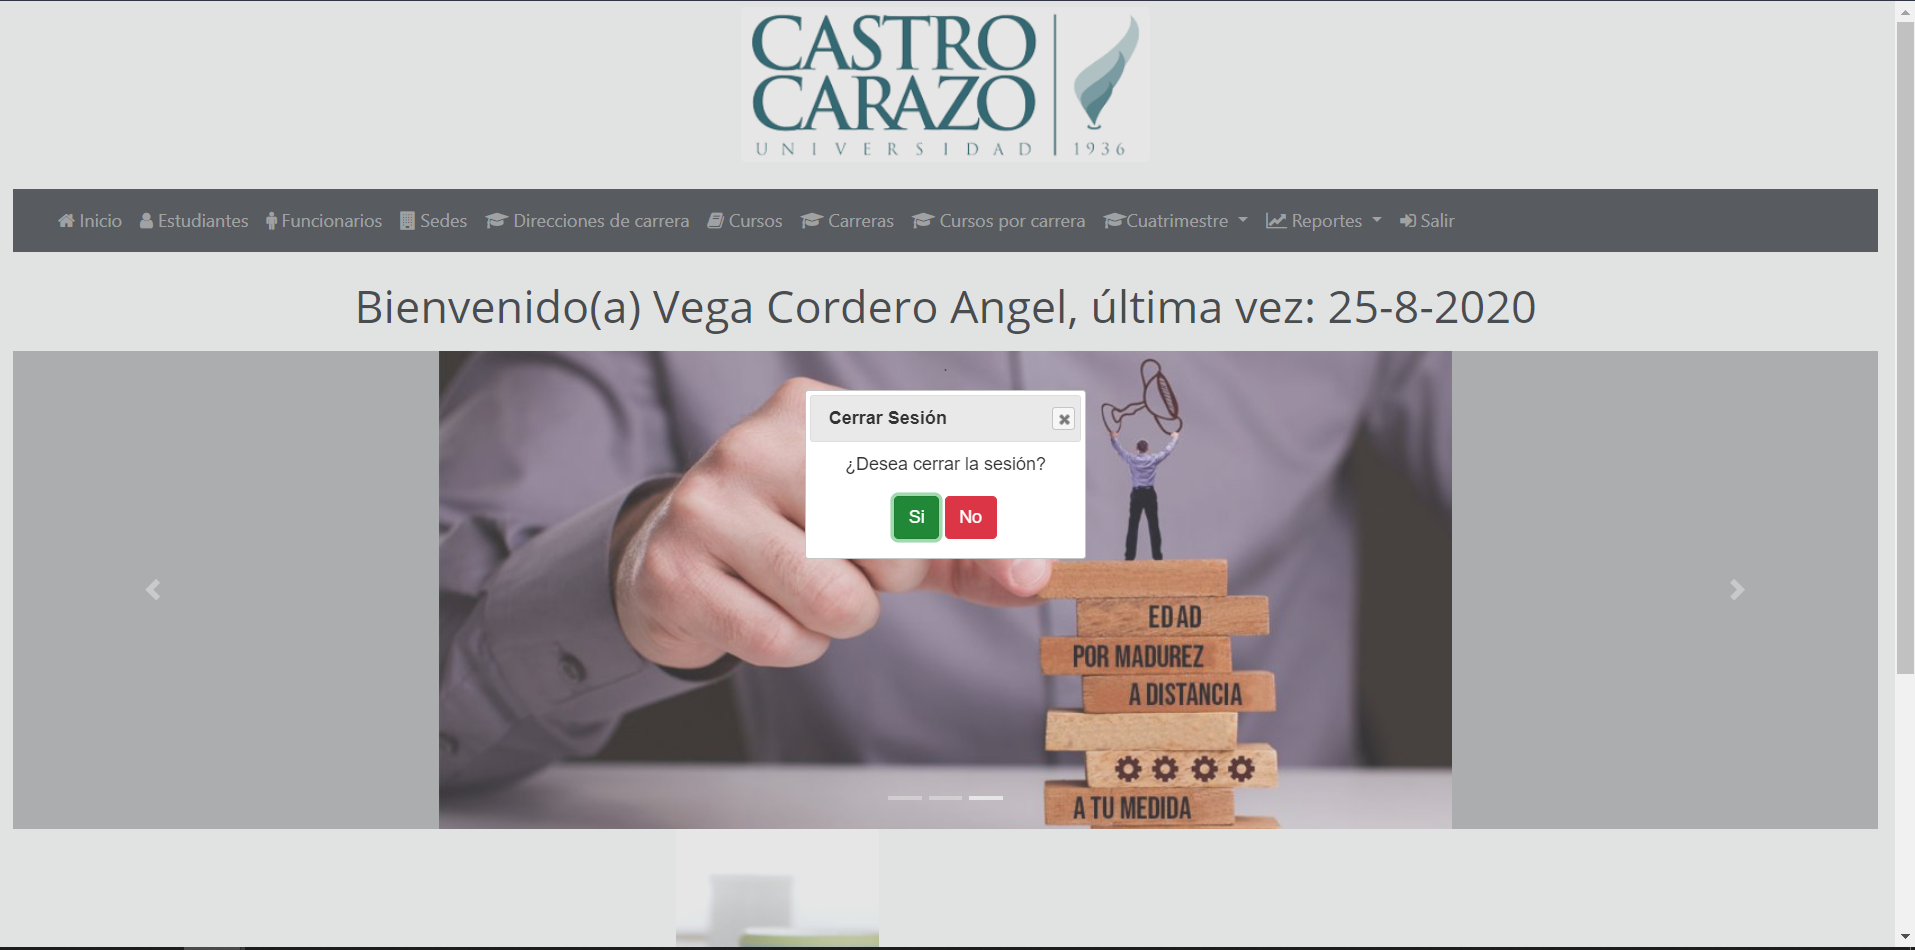 CASTRO
CARAZO
UNIVERSIDAD
1936
Inicio Estudiantes Funcionarios Sedes Direcciones de carrera Cursos Carreras Cursos por carrera Cuatrimestre Reportes Salir
Bienvenido(a) Vega Cordero Angel, última vez: 25-8-2020
Cerrar Sesión
¿Desea cerrar la sesión?
Si No
EDAD
POR MADUREZ
A DISTANCIA
A TU MEDIDA